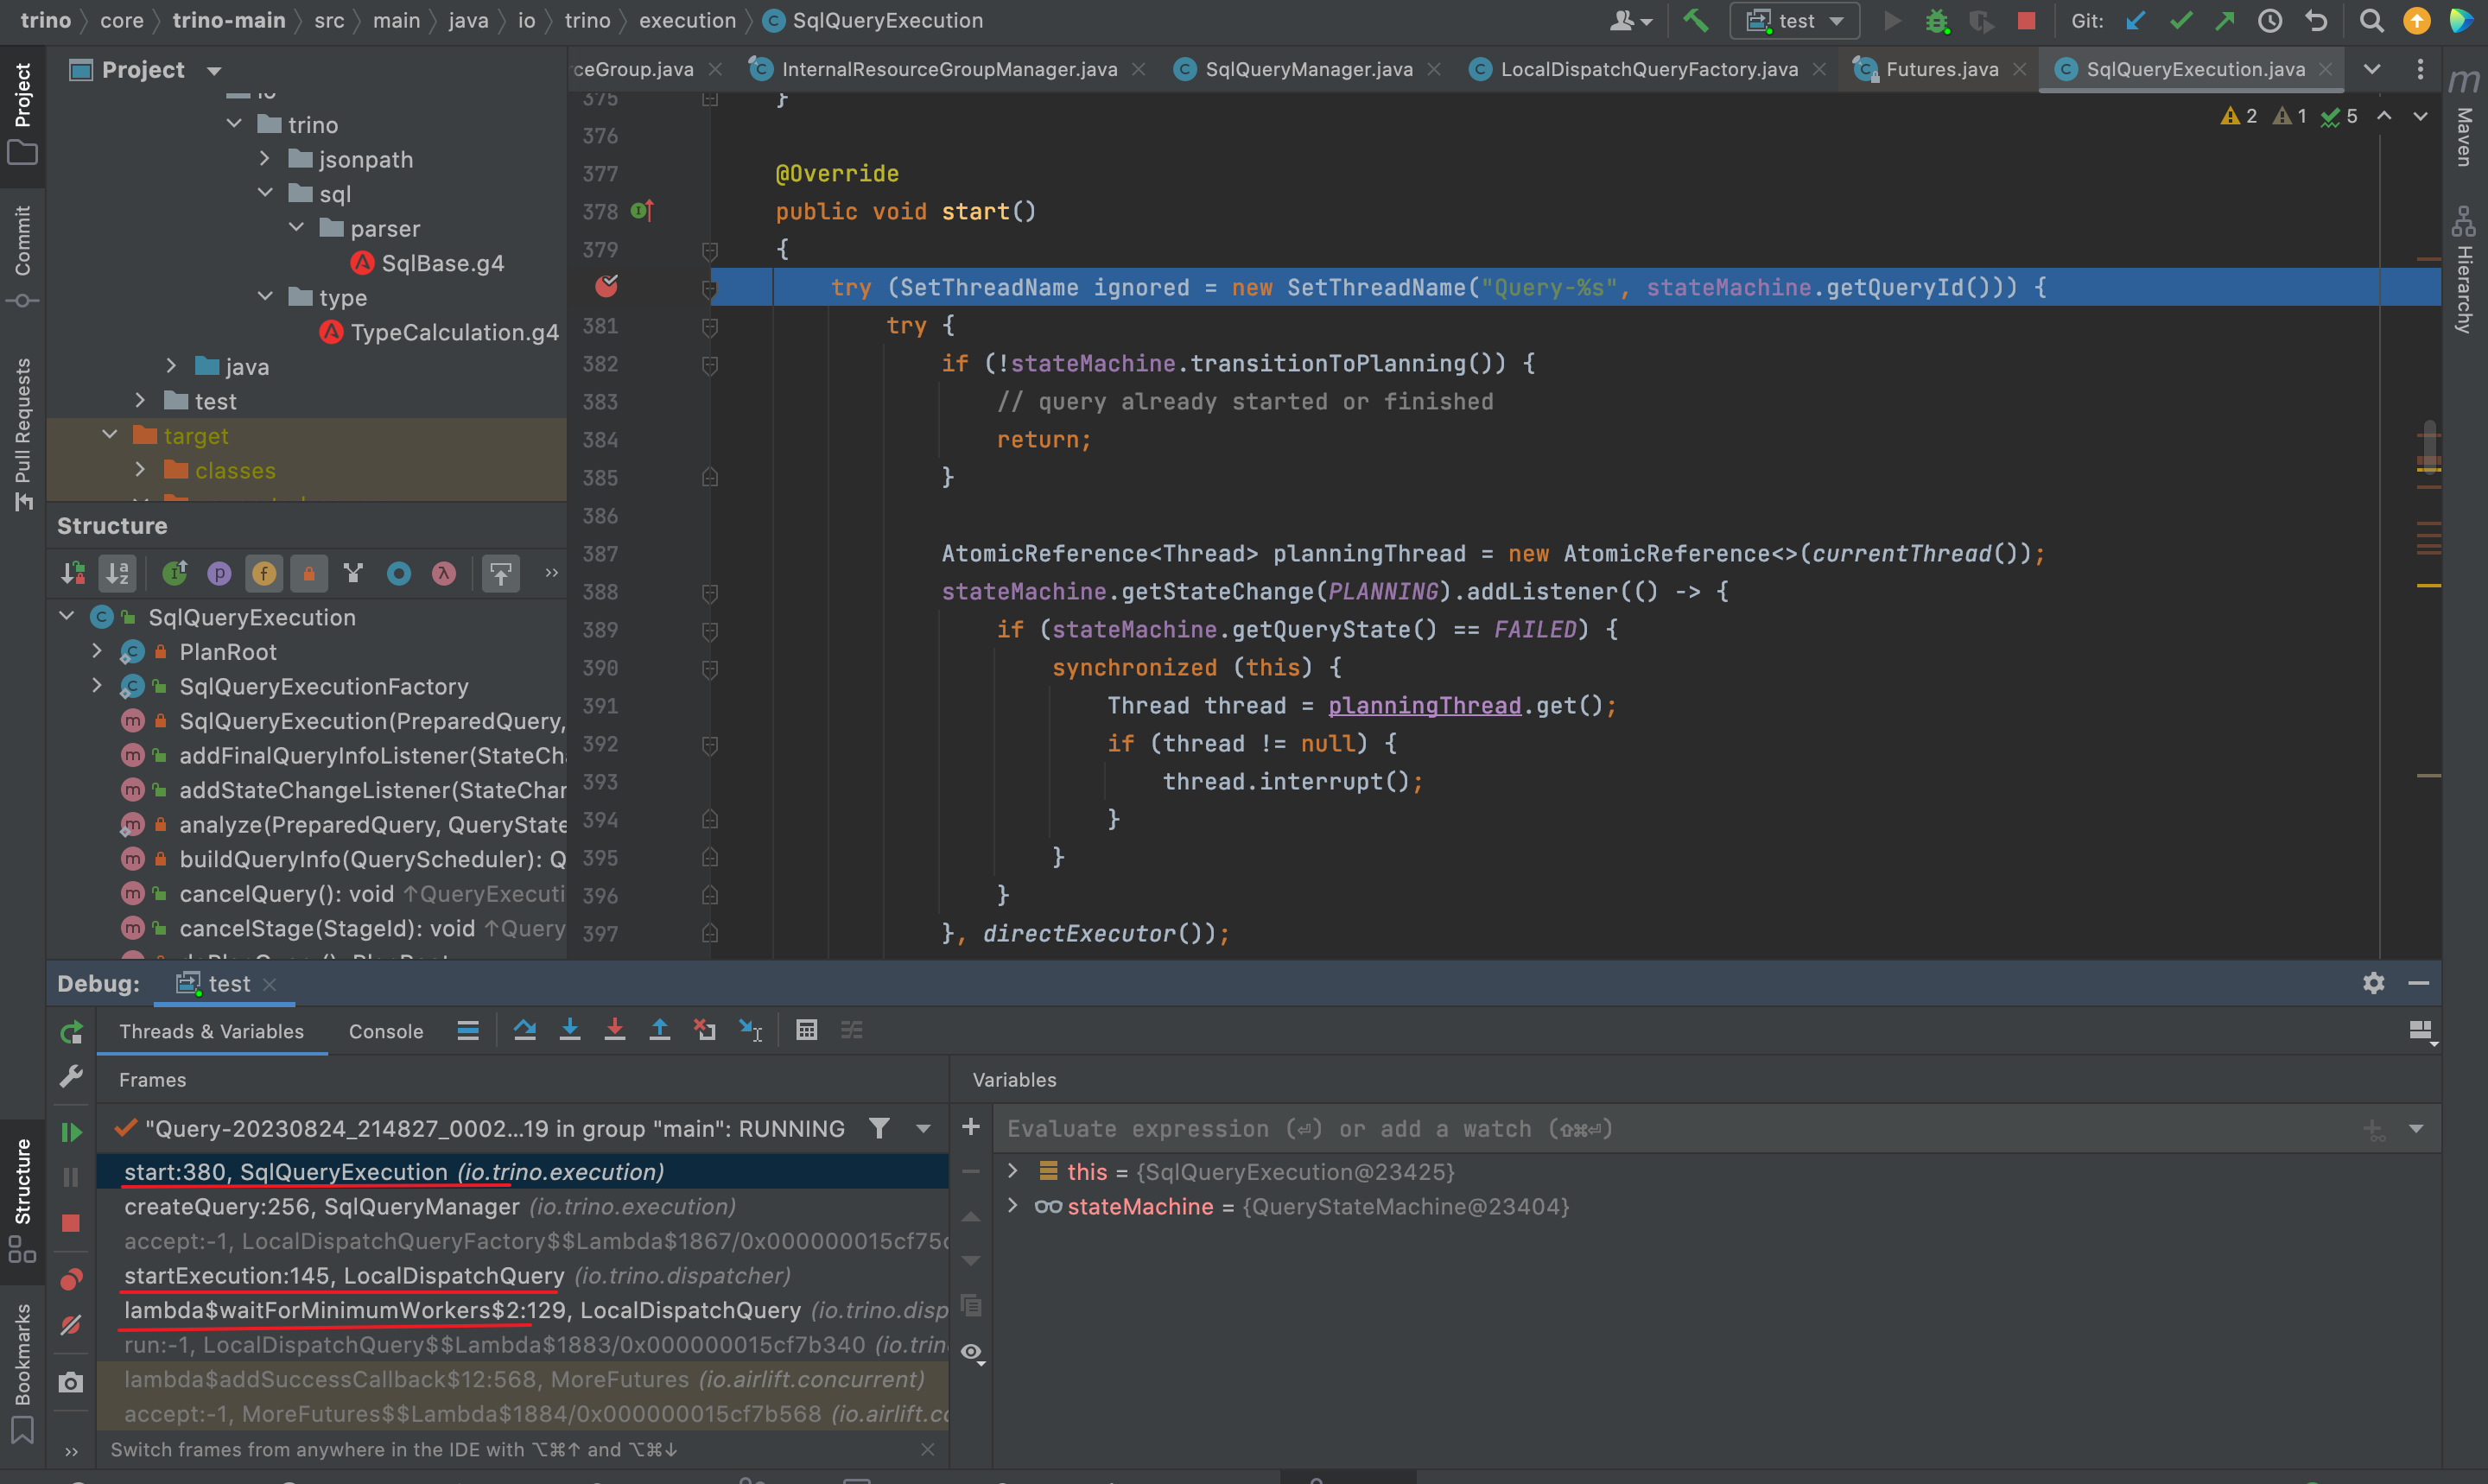 trino › core › trino-main › src › main › java › io › trino › execution › SqlQueryExecution
test
Git:
Project
ceGroup.java
InternalResourceGroupManager.java
SqlQueryManager.java
LocalDispatchQueryFactory.java
Futures.java
SqlQueryExecution.java
Project
Commit
Pull Requests
Structure
Bookmarks
Maven
Hierarchy
2 1 5
trino
jsonpath
sql
parser
SqlBase.g4
type
TypeCalculation.g4
java
test
target
classes
Structure
SqlQueryExecution
PlanRoot
SqlQueryExecutionFactory
SqlQueryExecution(PreparedQuery,
addFinalQueryInfoListener(StateCh
addStateChangeListener(StateChar
analyze(PreparedQuery, QueryState
buildQueryInfo(QueryScheduler): Q
cancelQuery(): void ↑QueryExecuti
cancelStage(StageId): void ↑Query
375 }
376
377 @Override
378 public void start()
379 {
try (SetThreadName ignored = new SetThreadName("Query-%s", stateMachine.getQueryId())) {
381 try {
382 if (!stateMachine.transitionToPlanning()) {
383 // query already started or finished
384 return;
385 }
386
387 AtomicReference<Thread> planningThread = new AtomicReference<>(currentThread());
388 stateMachine.getStateChange(PLANNING).addListener(() -> {
389 if (stateMachine.getQueryState() == FAILED) {
390 synchronized (this) {
391 Thread thread = planningThread.get();
392 if (thread != null) {
393 thread.interrupt();
394 }
395 }
396 }
397 }, directExecutor());
Debug: test
Threads & Variables Console
Frames
"Query-20230824_214827_0002...19 in group "main": RUNNING
start:380, SqlQueryExecution (io.trino.execution)
createQuery:256, SqlQueryManager (io.trino.execution)
accept:-1, LocalDispatchQueryFactory$$Lambda$1867/0x000000015cf75c
startExecution:145, LocalDispatchQuery (io.trino.dispatcher)
lambda$waitForMinimumWorkers$2:129, LocalDispatchQuery (io.trino.disp
run:-1, LocalDispatchQuery$$Lambda$1883/0x000000015cf7b340 (io.trin
lambda$addSuccessCallback$12:568, MoreFutures (io.airlift.concurrent)
accept:-1, MoreFutures$$Lambda$1884/0x000000015cf7b568 (io.airlift.co
Switch frames from anywhere in the IDE with ⌥⌘↑ and ⌥⌘↓
Variables
Evaluate expression (⏎) or add a watch (⇧⌘⏎)
this = {SqlQueryExecution@23425}
stateMachine = {QueryStateMachine@23404}